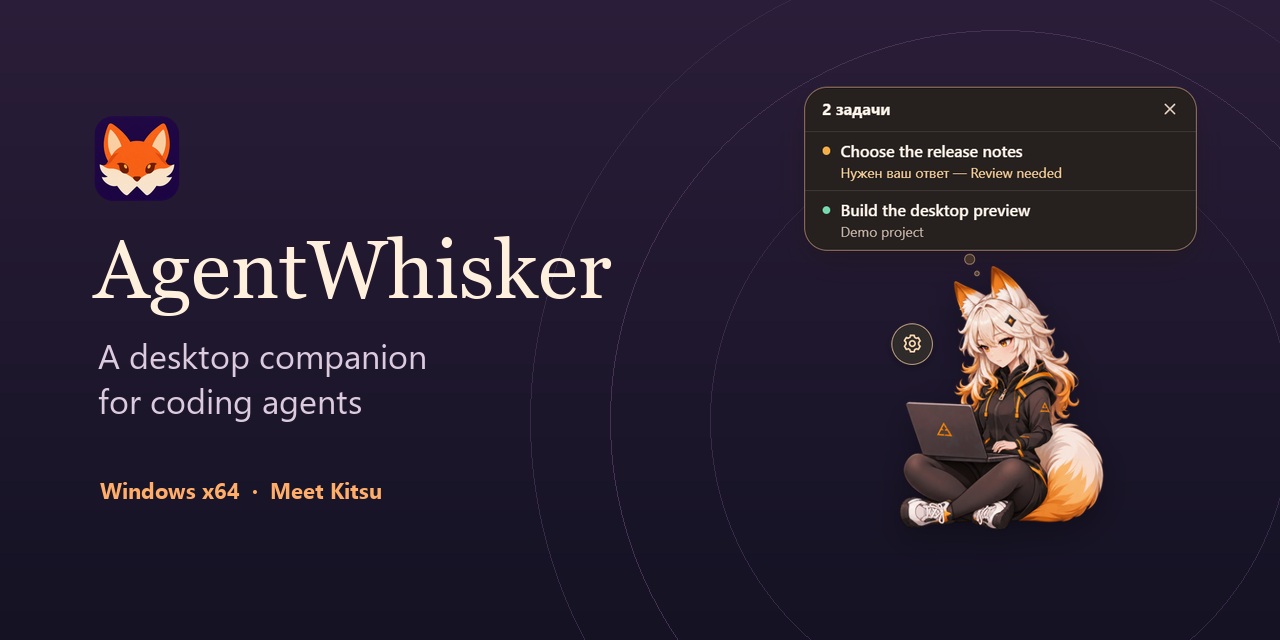 AgentWhisker
A desktop companion
for coding agents
Windows x64 · Meet Kitsu
2 задачи
Choose the release notes
Нужен ваш ответ — Review needed
Build the desktop preview
Demo project